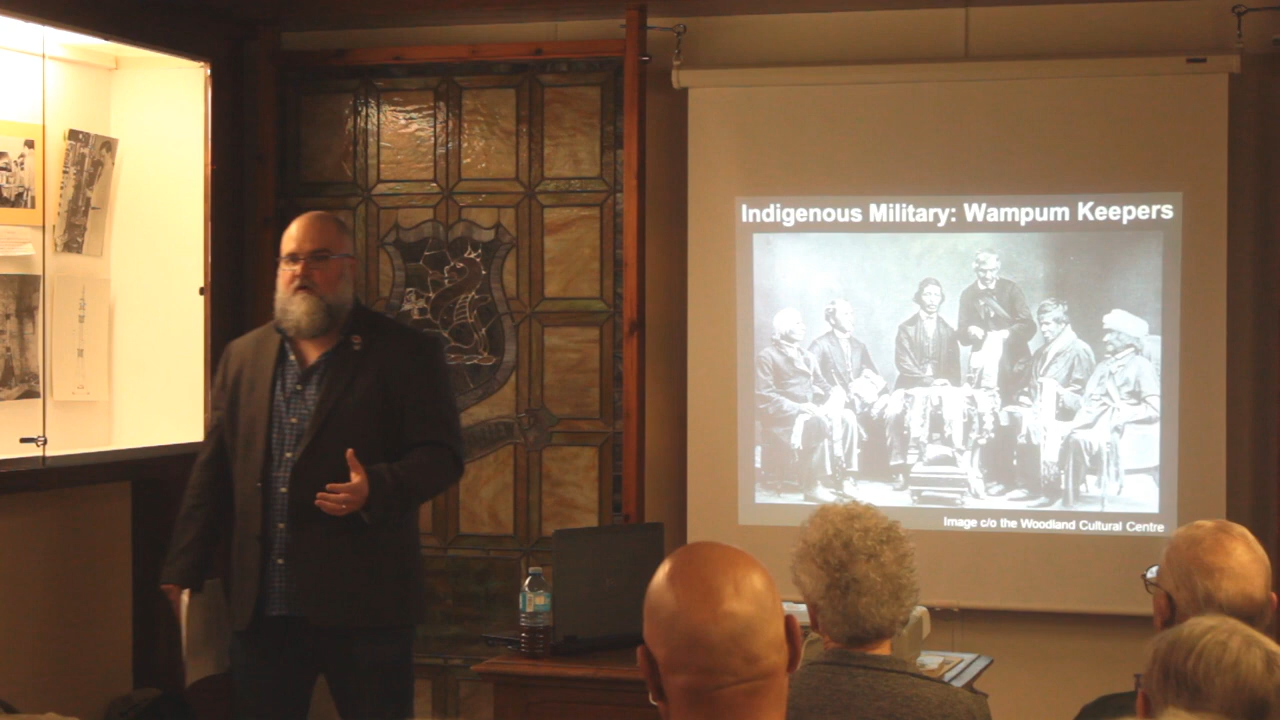 Indigenous Military: Wampum Keepers
Image c/o the Woodland Cultural Centre